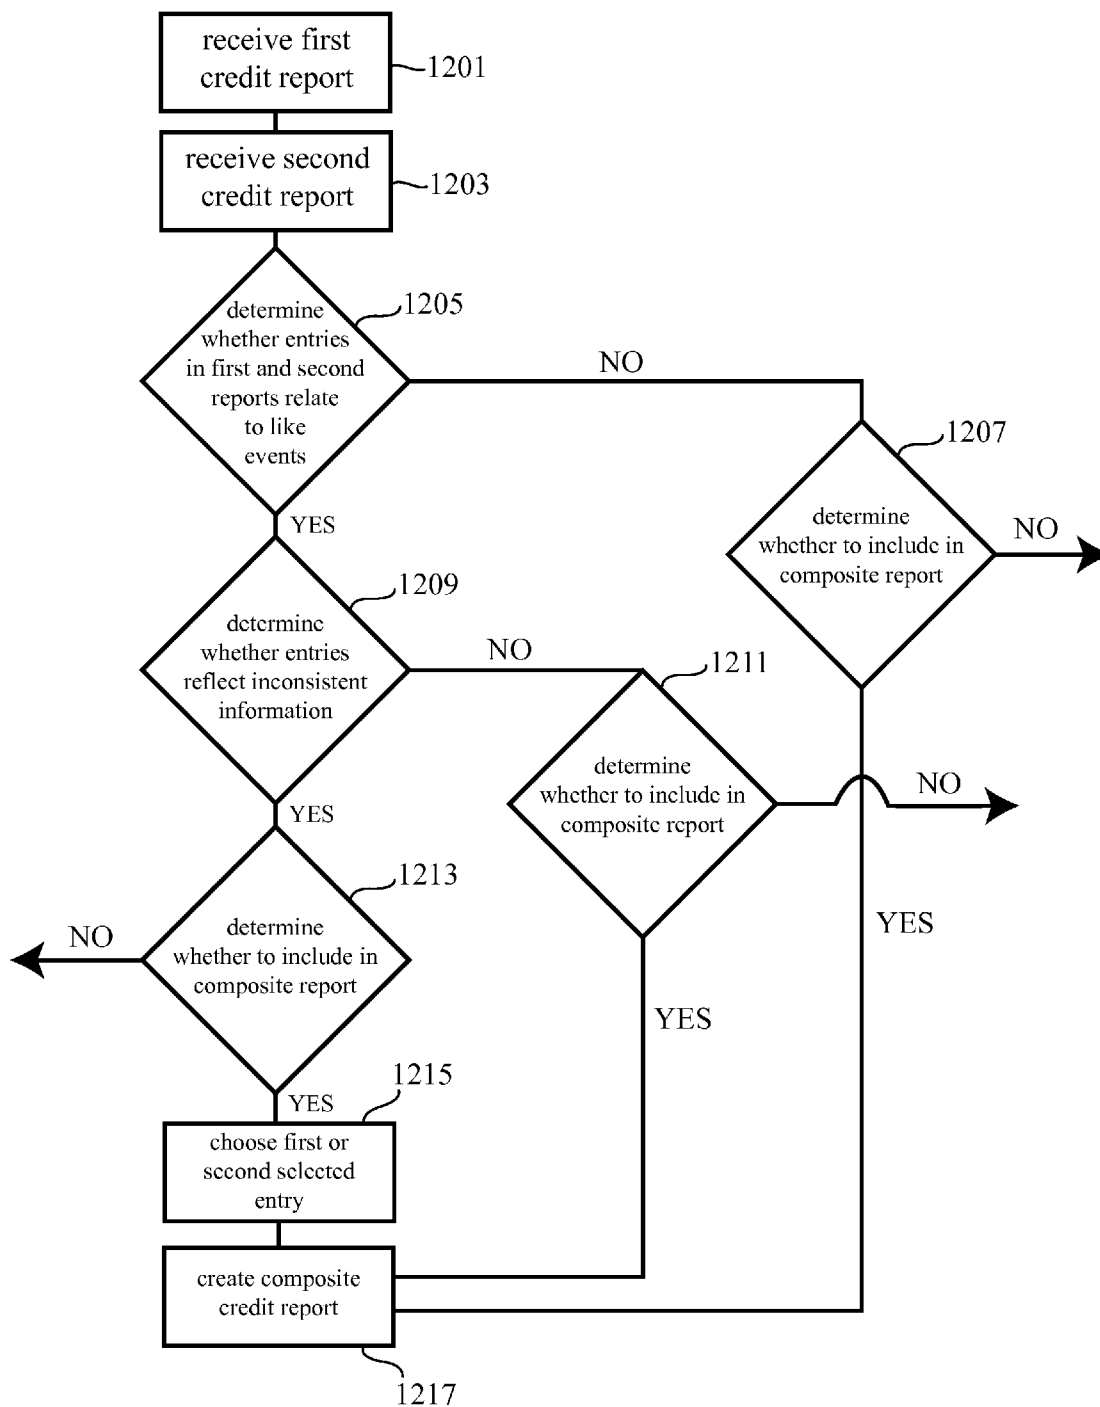 receive first
credit report
1201
receive second
credit report
1203
determine
whether entries
in first and second
reports relate
to like
events
1205
NO
YES
1207
determine
whether to include in
composite report
NO
YES
1209
determine
whether entries
reflect inconsistent
information
NO
YES
1211
determine
whether to include in
composite report
NO
YES
1213
determine
whether to include in
composite report
NO
YES
1215
choose first or
second selected
entry
create composite
credit report
1217